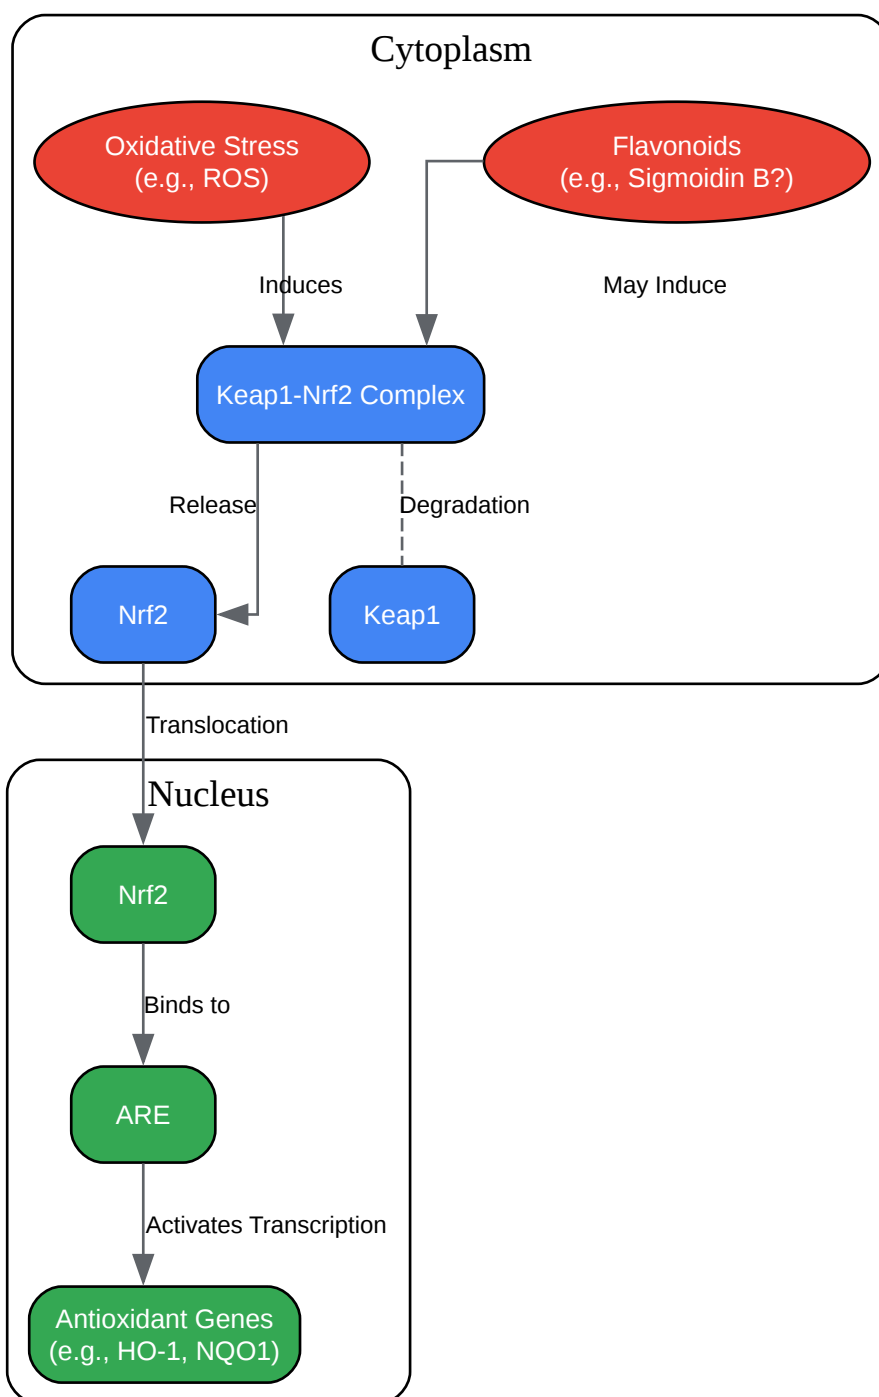 Cytoplasm
Oxidative Stress
(e.g., ROS)
Flavonoids
(e.g., Sigmoidin B?)
Induces
May Induce
Keap1-Nrf2 Complex
Release
Degradation
Nrf2
Keap1
Translocation
Nucleus
Nrf2
Binds to
ARE
Activates Transcription
Antioxidant Genes
(e.g., HO-1, NQO1)